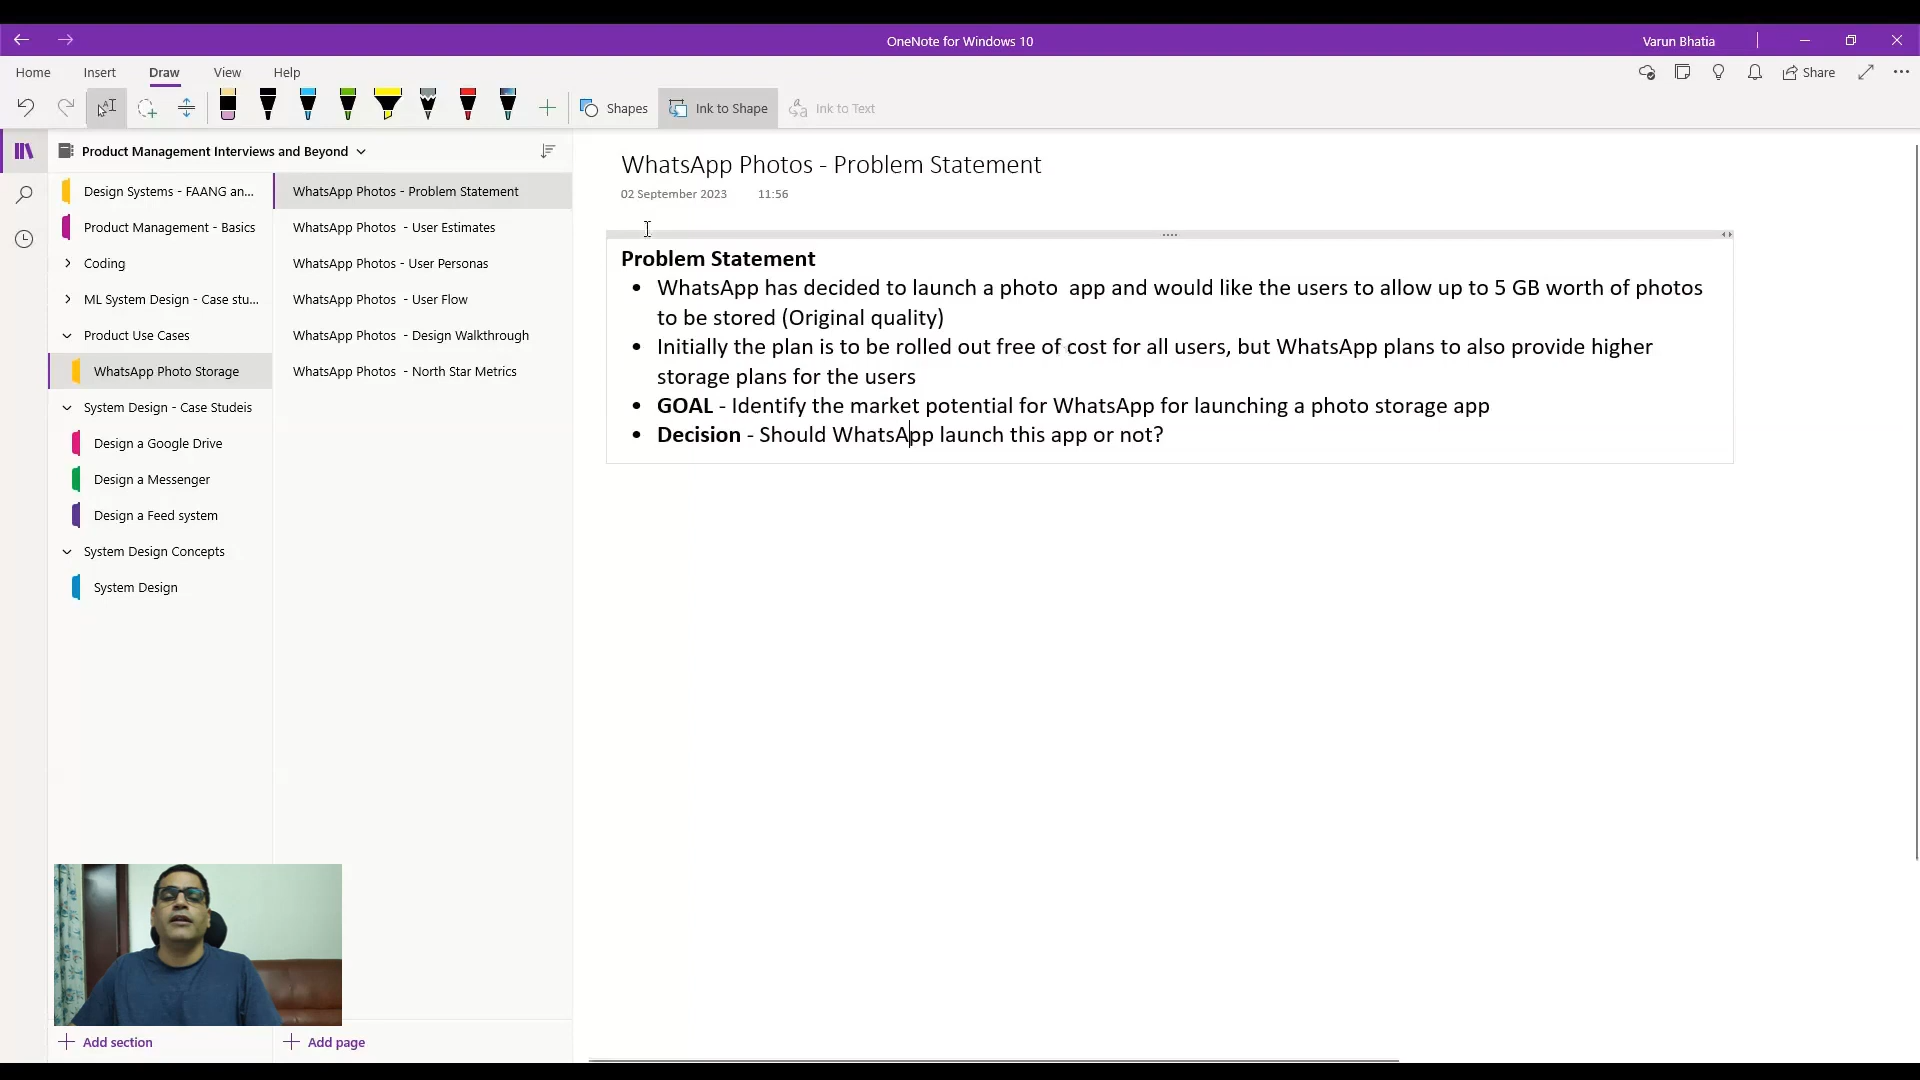 OneNote for Windows 10
Varun Bhatia
Home Insert Draw View Help
Share
Shapes
Ink to Shape
Ink to Text
Product Management Interviews and Beyond
Design Systems - FAANG an...
Product Management - Basics
Coding
ML System Design - Case stu...
Product Use Cases
WhatsApp Photo Storage
System Design - Case Studeis
Design a Google Drive
Design a Messenger
Design a Feed system
System Design Concepts
System Design
Add section
WhatsApp Photos - Problem Statement
WhatsApp Photos - User Estimates
WhatsApp Photos - User Personas
WhatsApp Photos - User Flow
WhatsApp Photos - Design Walkthrough
WhatsApp Photos - North Star Metrics
Add page
WhatsApp Photos - Problem Statement
02 September 2023 11:56
Problem Statement
• WhatsApp has decided to launch a photo app and would like the users to allow up to 5 GB worth of photos
to be stored (Original quality)
• Initially the plan is to be rolled out free of cost for all users, but WhatsApp plans to also provide higher
storage plans for the users
• GOAL - Identify the market potential for WhatsApp for launching a photo storage app
• Decision - Should WhatsApp launch this app or not?